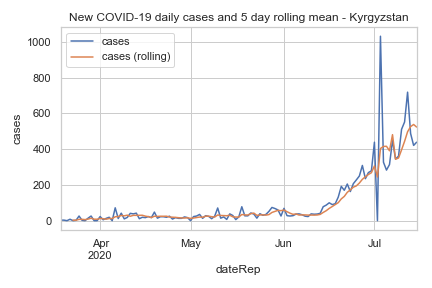 New COVID-19 daily cases and 5 day rolling mean - Kyrgyzstan
cases
cases (rolling)
1000
800
600
400
200
0
cases
Apr
2020
May
Jun
Jul
dateRep